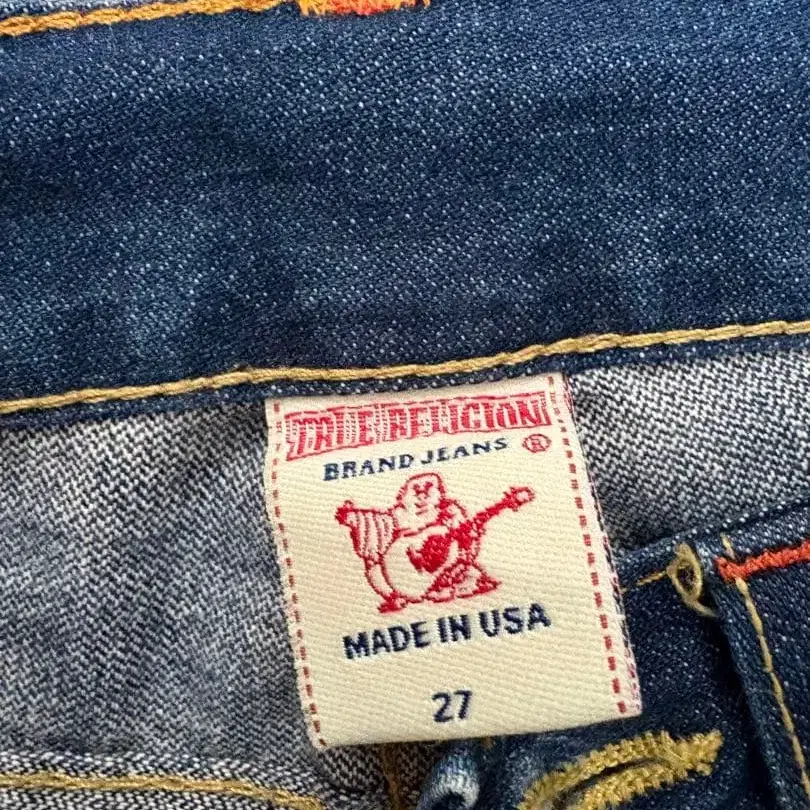 TRUE RELIGION
BRAND JEANS ®
MADE IN USA
27